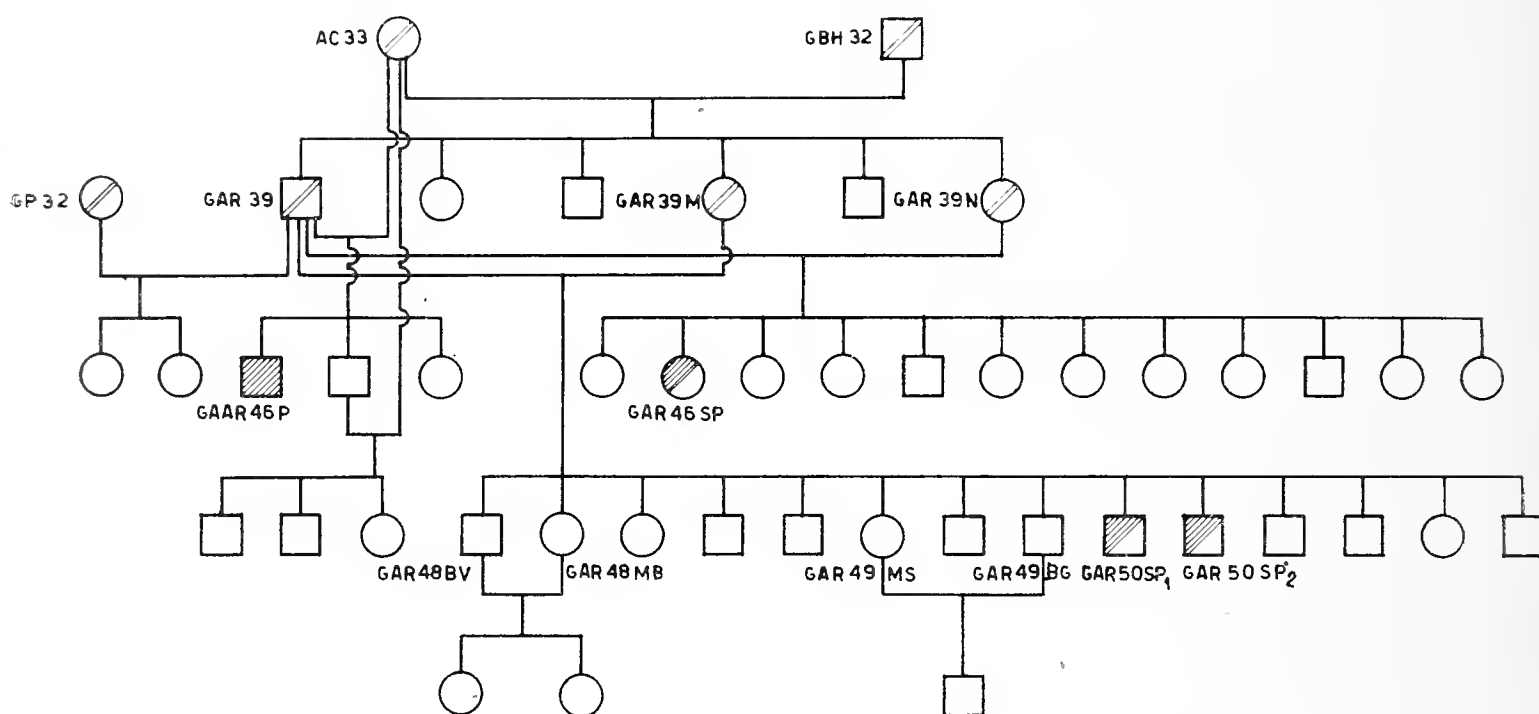 AC 33
GBH 32
GP 32
GAR 39
GAR 39 M
GAR 39 N
GAAR 46 P
GAR 46 SP
GAR 48 BV
GAR 48 MB
GAR 49 MS
GAR 49 BG
GAR 50 SP₁
GAR 50 SP₂